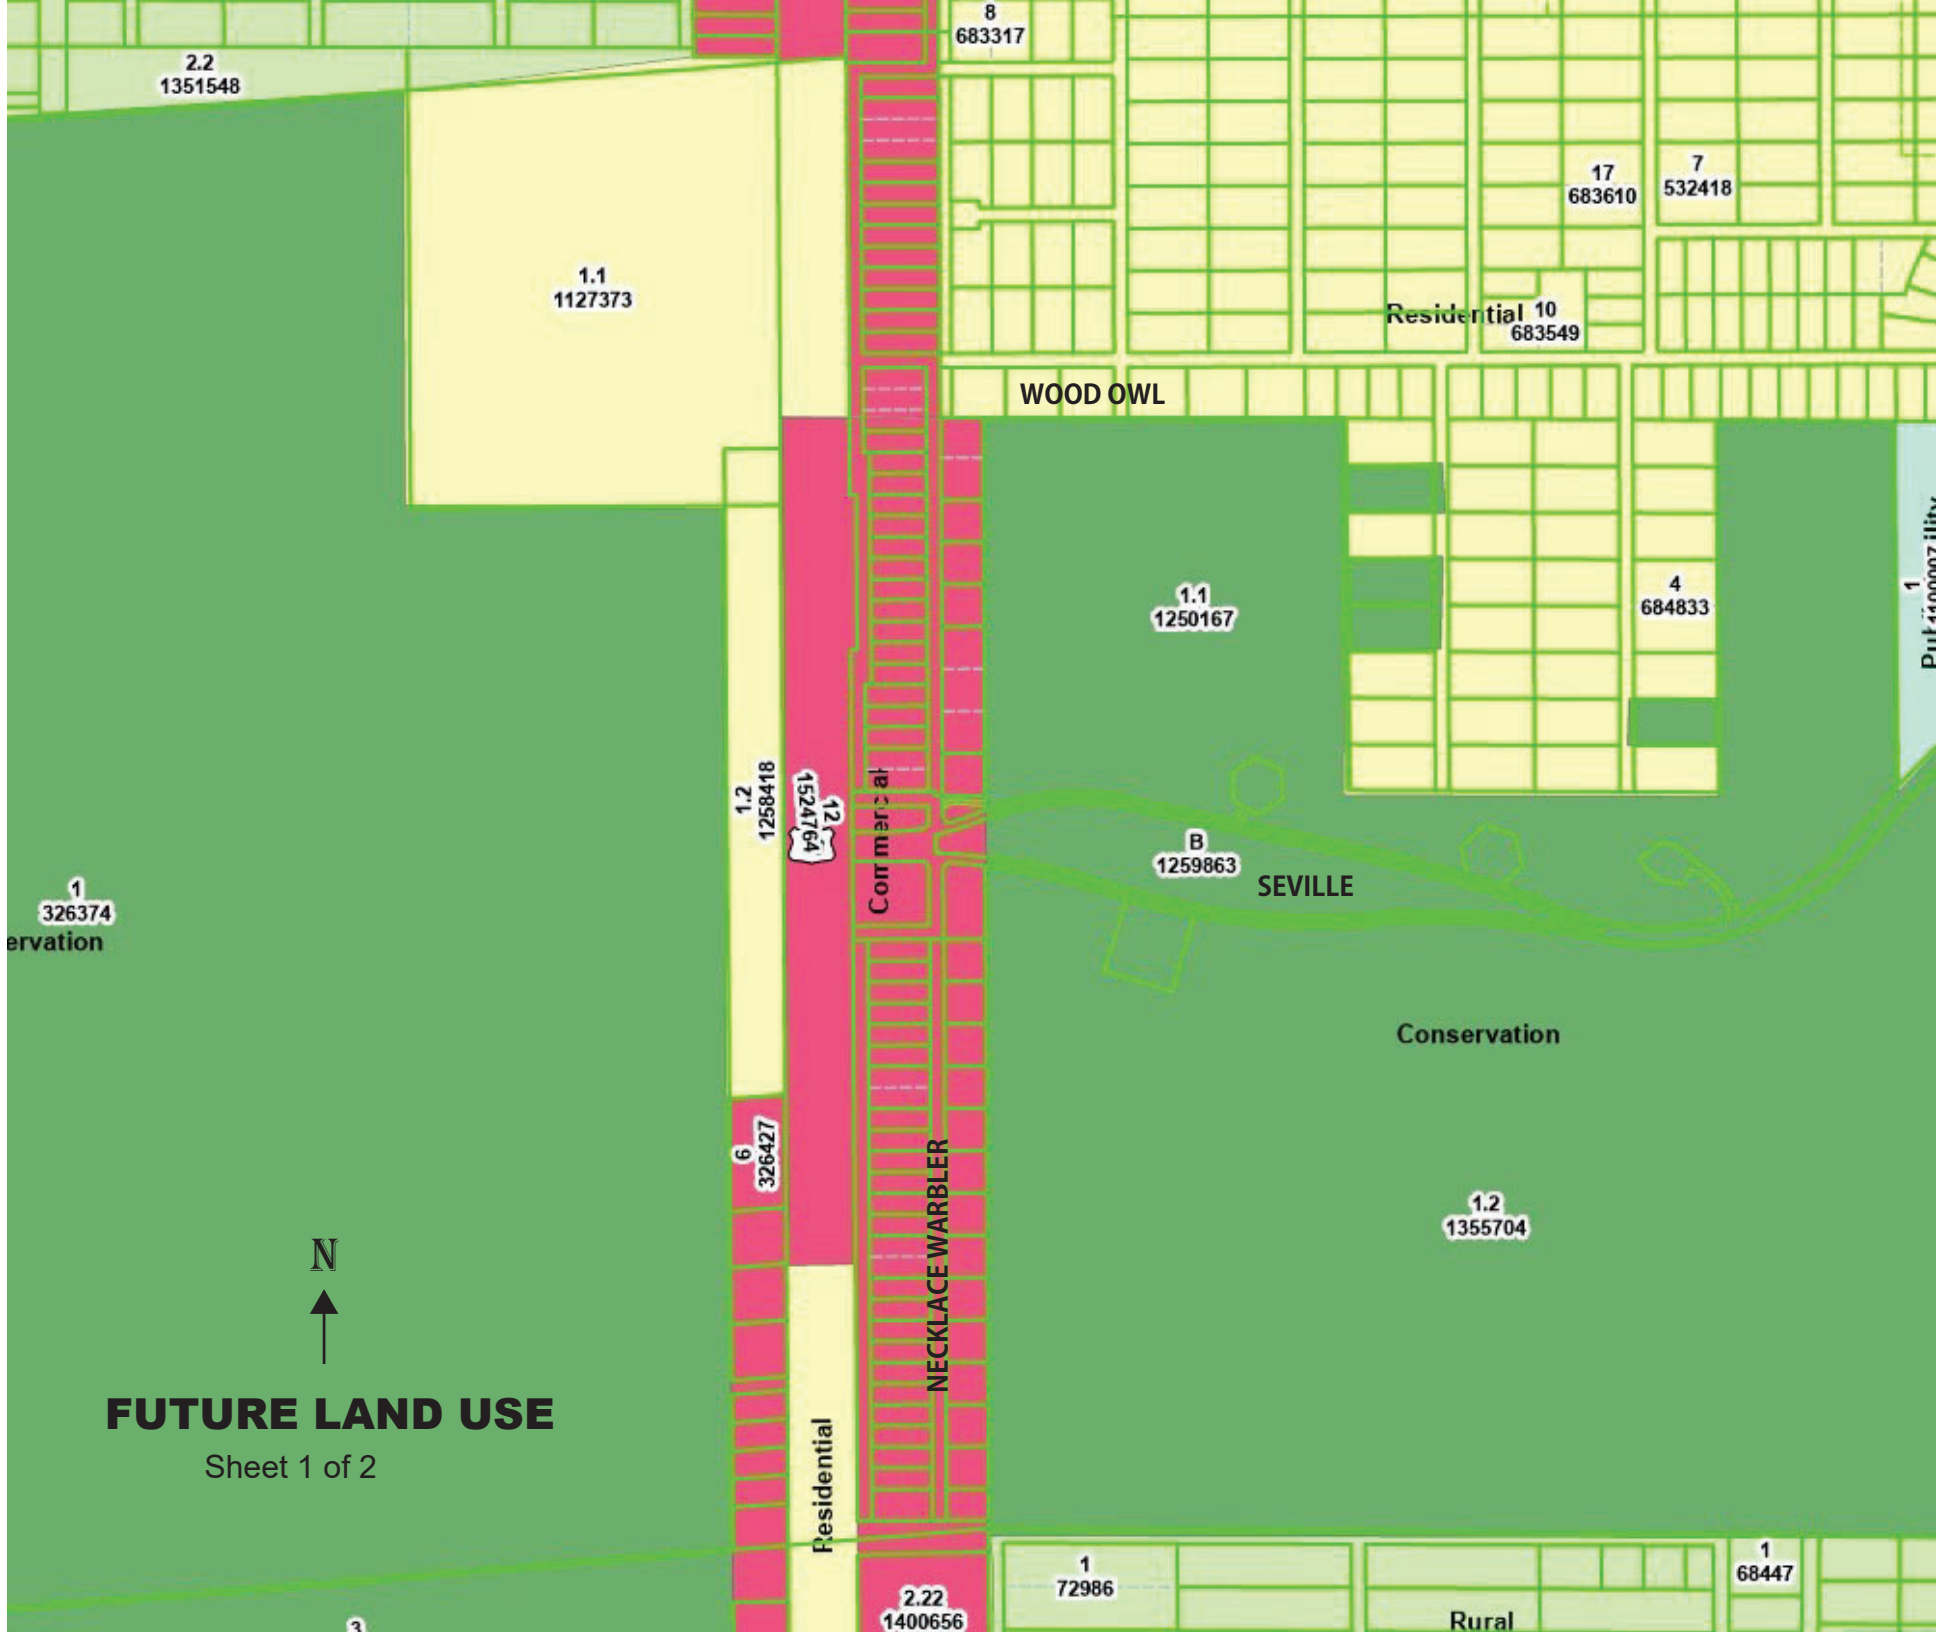 8
683317
2.2
1351548
17
683610
7
532418
1.1
1127373
Residential
10
683549
WOOD OWL
1.1
1250167
4
684833
1
1.2
1258418
12
1524764
Commercial
B
1259863
SEVILLE
1
326374
ervation
Conservation
6
326427
NECKLACE WARBLER
1.2
1355704
N
FUTURE LAND USE
Sheet 1 of 2
Residential
1
72986
1
68447
2.22
1400656
Rural
3